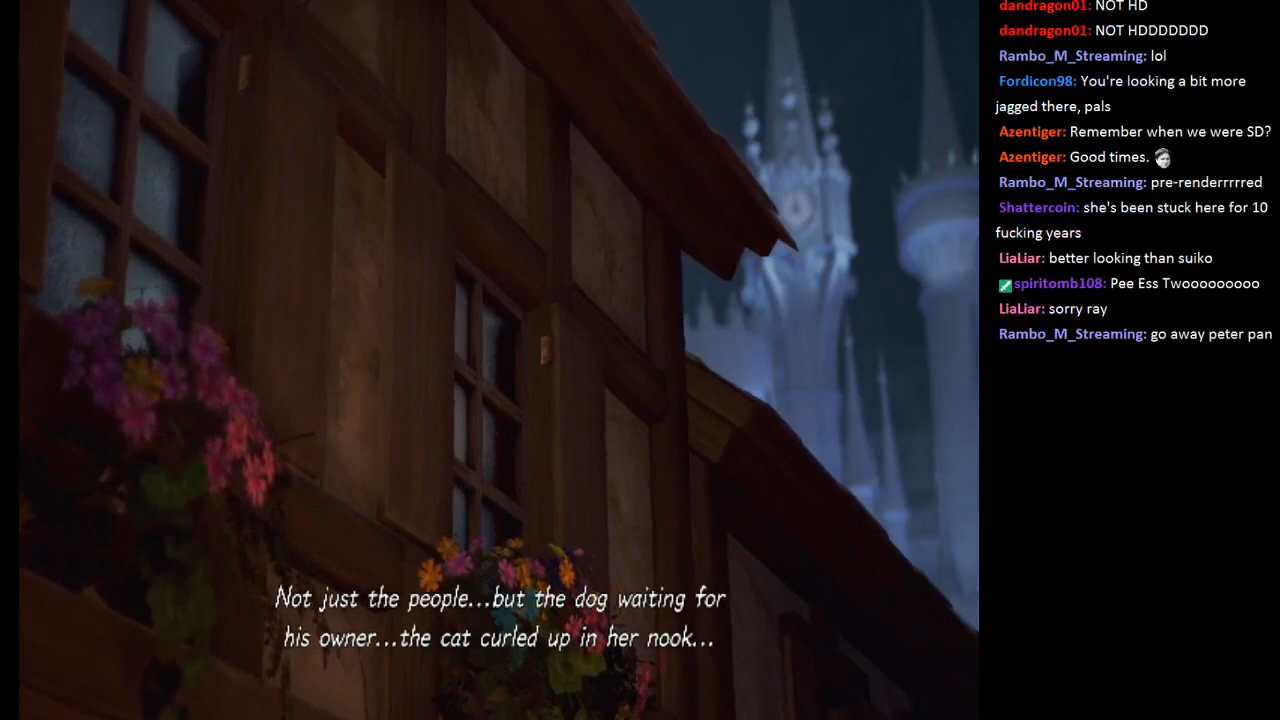 Not just the people...but the dog waiting for
his owner...the cat curled up in her nook...
dandragon01: NOT HD
dandragon01: NOT HDDDDDDD
Rambo_M_Streaming: lol
Fordicon98: You're looking a bit more
jagged there, pals
Azentiger: Remember when we were SD?
Azentiger: Good times.
Rambo_M_Streaming: pre-renderrrrred
Shattercoin: she's been stuck here for 10
fucking years
LiaLiar: better looking than suiko
spiritomb108: Pee Ess Twooooooooo
LiaLiar: sorry ray
Rambo_M_Streaming: go away peter pan